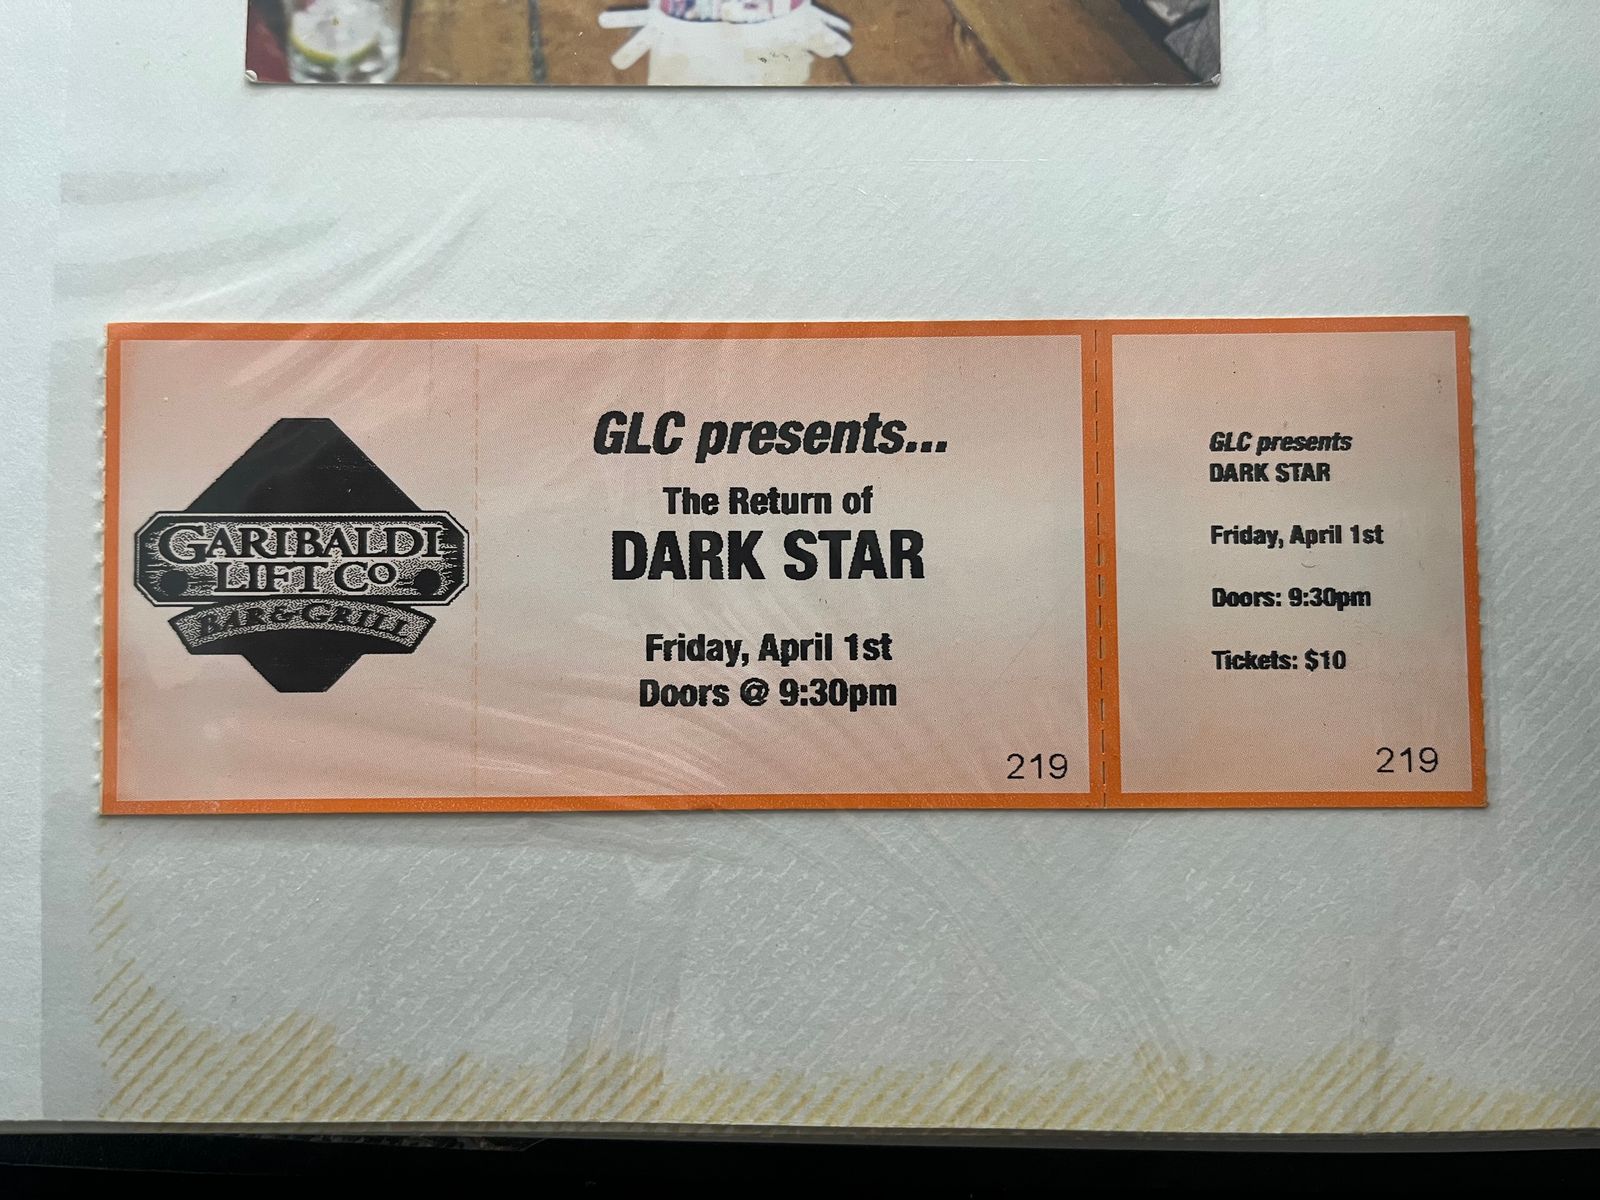 GARIBALDI
LIFT CO
BAR & GRILL
GLC presents...
The Return of
DARK STAR
Friday, April 1st
Doors @ 9:30pm
219
GLC presents
DARK STAR
Friday, April 1st
Doors: 9:30pm
Tickets: $10
219